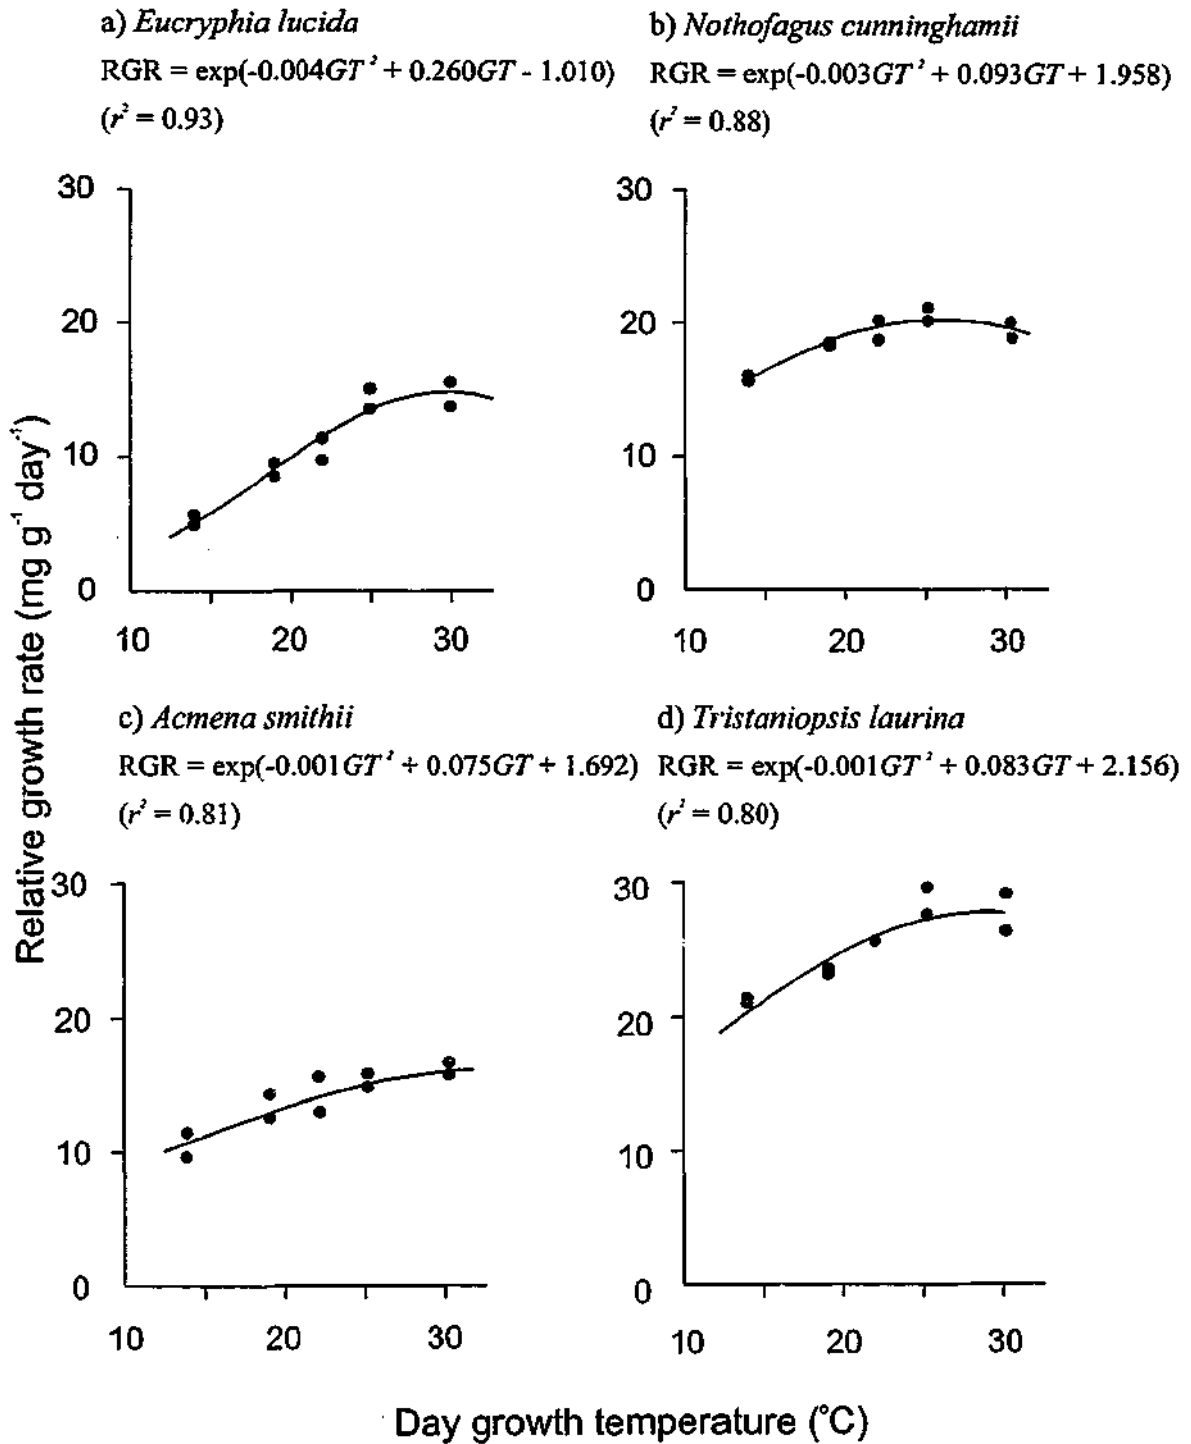 a) Eucryphia lucida
RGR = exp(-0.004GT² + 0.260GT - 1.010)
(r² = 0.93)
b) Nothofagus cunninghamii
RGR = exp(-0.003GT² + 0.093GT + 1.958)
(r² = 0.88)
30
20
10
0
10 20 30
30
20
10
0
10 20 30
Relative growth rate (mg g⁻¹ day⁻¹)
c) Acmena smithii
RGR = exp(-0.001GT² + 0.075GT + 1.692)
(r² = 0.81)
d) Tristaniopsis laurina
RGR = exp(-0.001GT² + 0.083GT + 2.156)
(r² = 0.80)
30
20
10
0
10 20 30
30
20
10
0
10 20 30
Day growth temperature (°C)